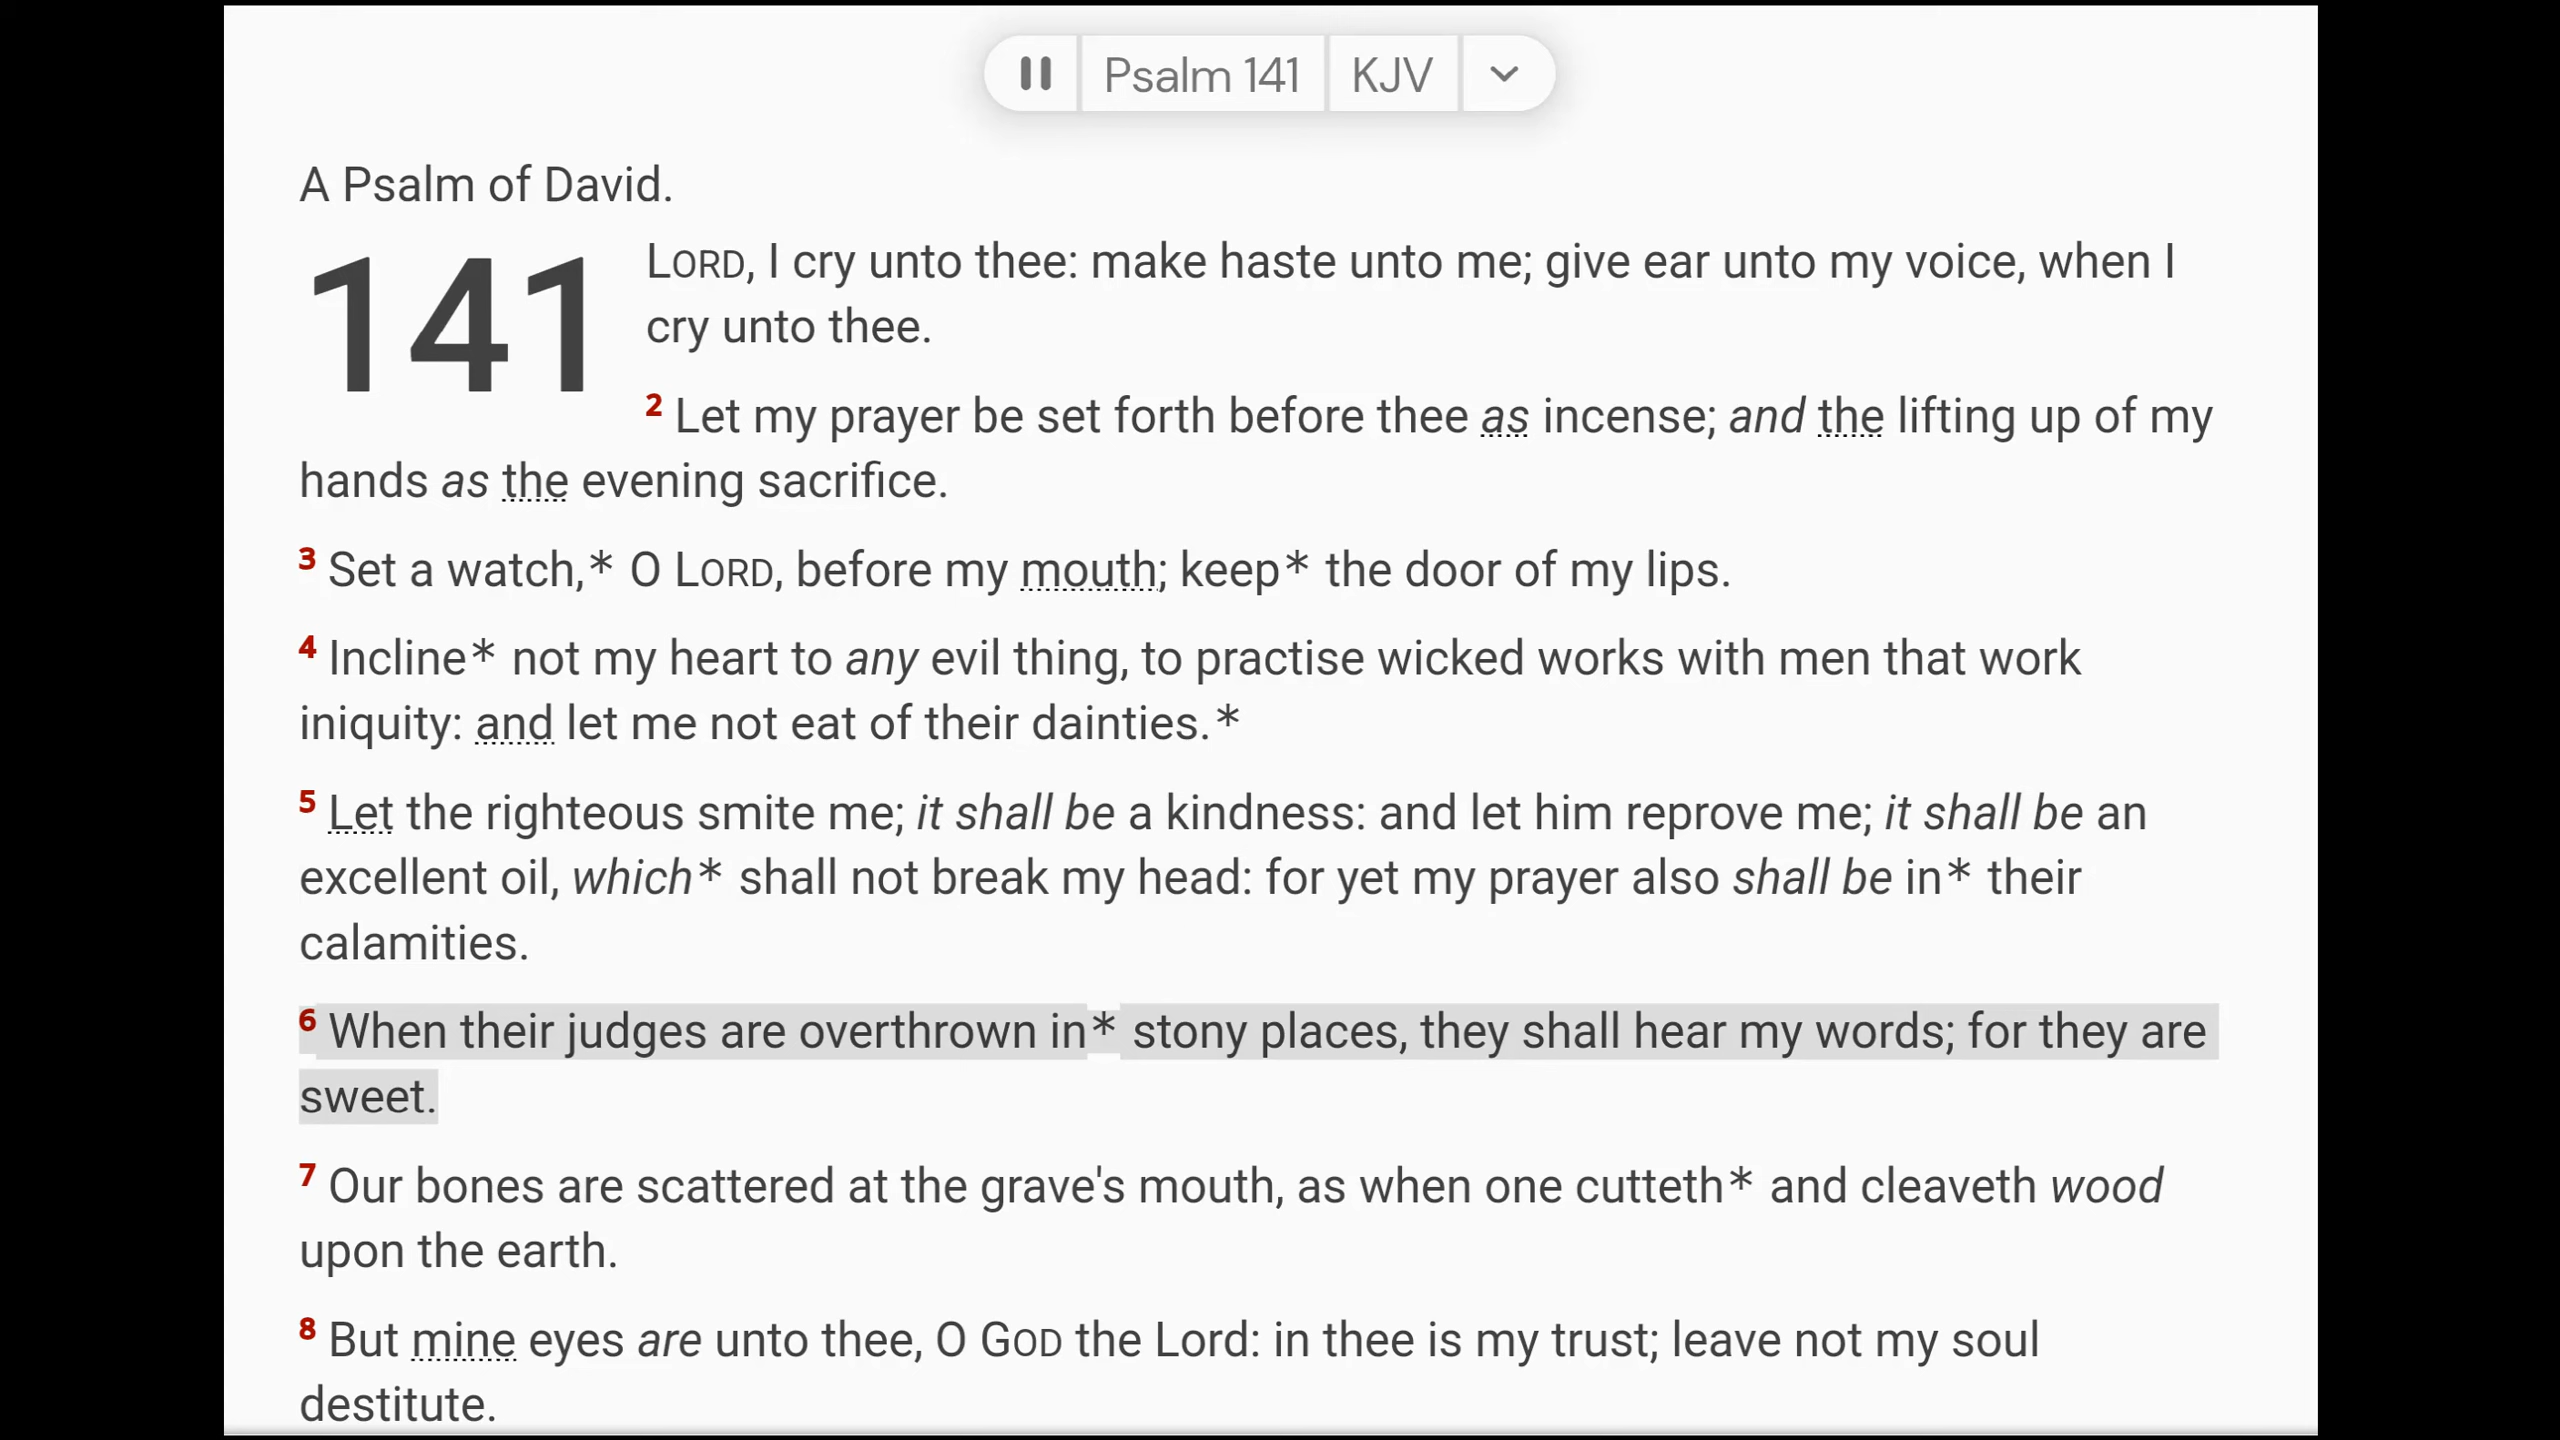 Psalm 141 KJV
A Psalm of David.
141
LORD, I cry unto thee: make haste unto me; give ear unto my voice, when I
cry unto thee.
2 Let my prayer be set forth before thee as incense; and the lifting up of my
hands as the evening sacrifice.
3 Set a watch,* O LORD, before my mouth; keep* the door of my lips.
4 Incline* not my heart to any evil thing, to practise wicked works with men that work
iniquity: and let me not eat of their dainties.*
5 Let the righteous smite me; it shall be a kindness: and let him reprove me; it shall be an
excellent oil, which* shall not break my head: for yet my prayer also shall be in* their
calamities.
6 When their judges are overthrown in* stony places, they shall hear my words; for they are
sweet.
7 Our bones are scattered at the grave's mouth, as when one cutteth* and cleaveth wood
upon the earth.
8 But mine eyes are unto thee, O GOD the Lord: in thee is my trust; leave not my soul
destitute.